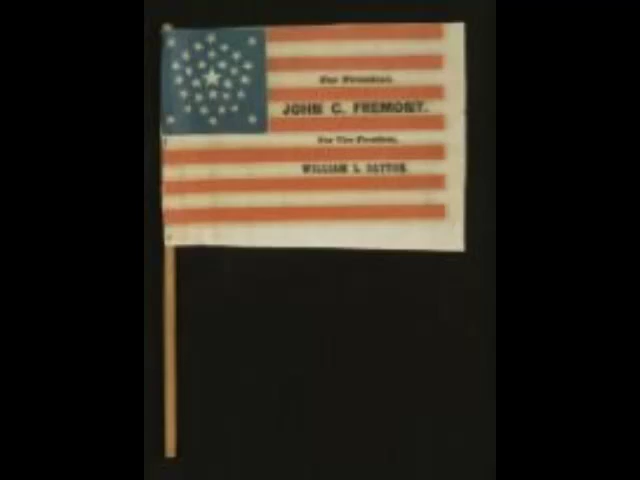 For President,
JOHN C. FREMONT.
For Vice President,
WILLIAM L. DAYTON.